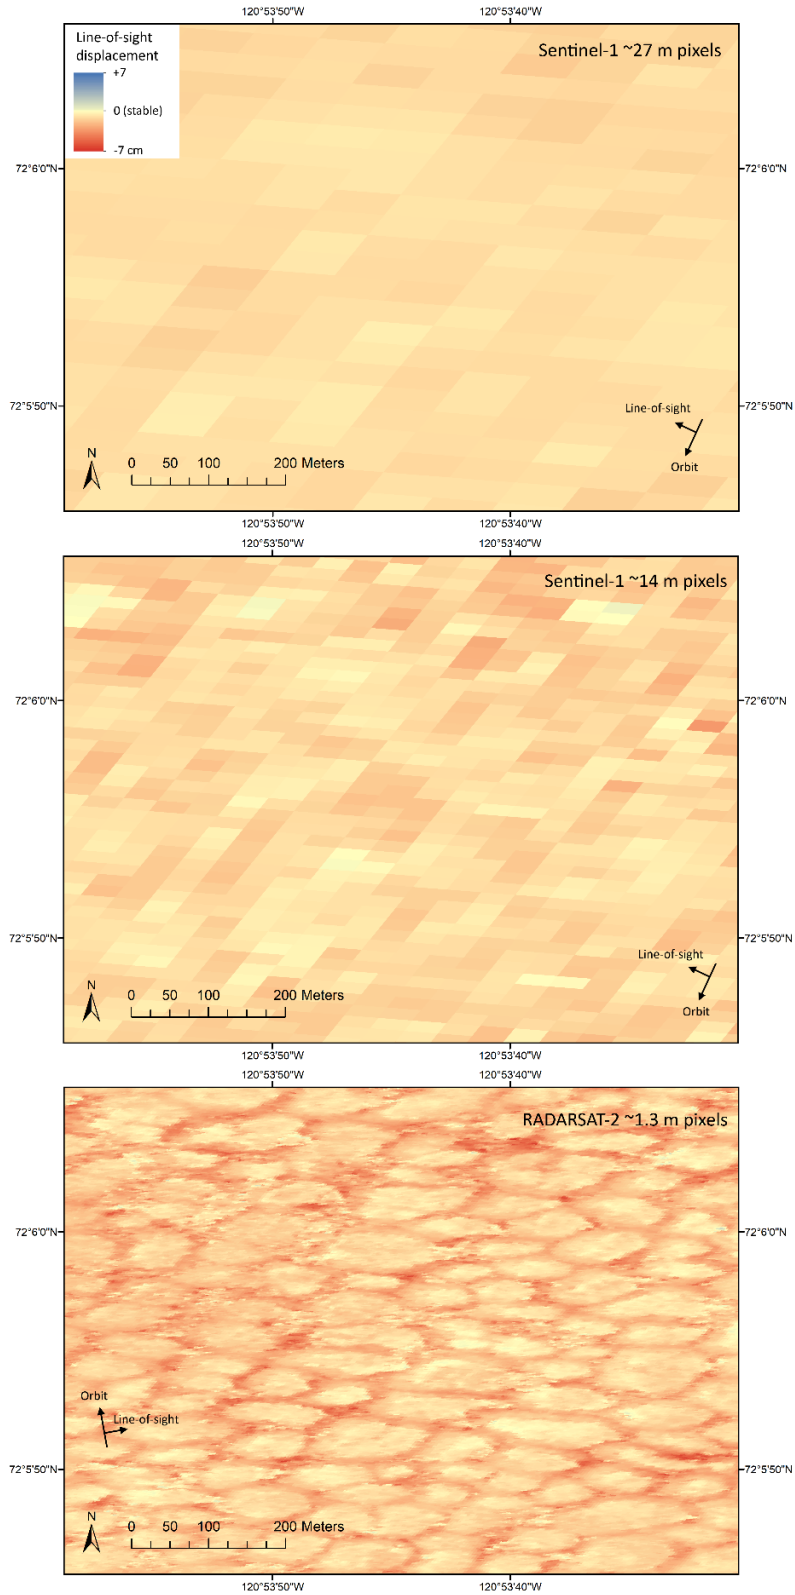 120°53'50"W 120°53'40"W
Line-of-sight
displacement
+7
0 (stable)
-7 cm
Sentinel-1 ~27 m pixels
72°6'0"N 72°6'0"N
72°5'50"N 72°5'50"N
Line-of-sight
Orbit
N
0 50 100 200 Meters
120°53'50"W 120°53'40"W
120°53'50"W 120°53'40"W
Sentinel-1 ~14 m pixels
72°6'0"N 72°6'0"N
72°5'50"N 72°5'50"N
Line-of-sight
Orbit
N
0 50 100 200 Meters
120°53'50"W 120°53'40"W
120°53'50"W 120°53'40"W
RADARSAT-2 ~1.3 m pixels
72°6'0"N 72°6'0"N
Orbit
Line-of-sight
72°5'50"N 72°5'50"N
N
0 50 100 200 Meters
120°53'50"W 120°53'40"W